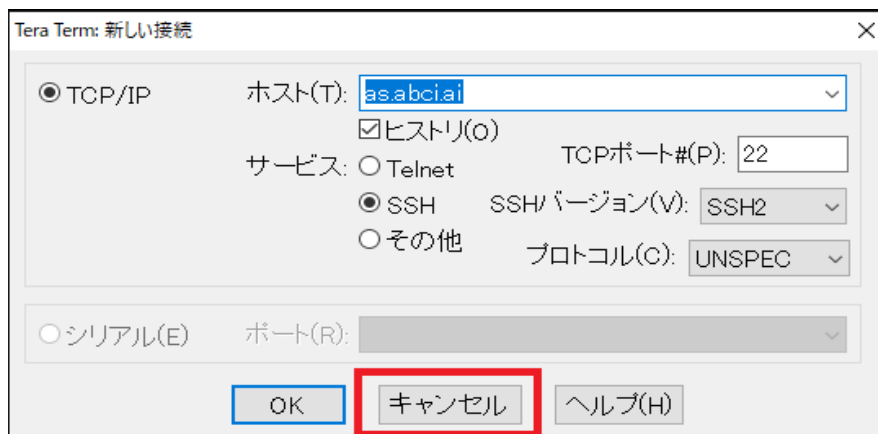 Tera Term: 新しい接続
TCP/IP ホスト(T): as.abci.ai
ヒストリ(O)
サービス: Telnet TCPポート#(P): 22
SSH SSHバージョン(V): SSH2
その他 プロトコル(C): UNSPEC
シリアル(E) ポート(R):
OK キャンセル ヘルプ(H)